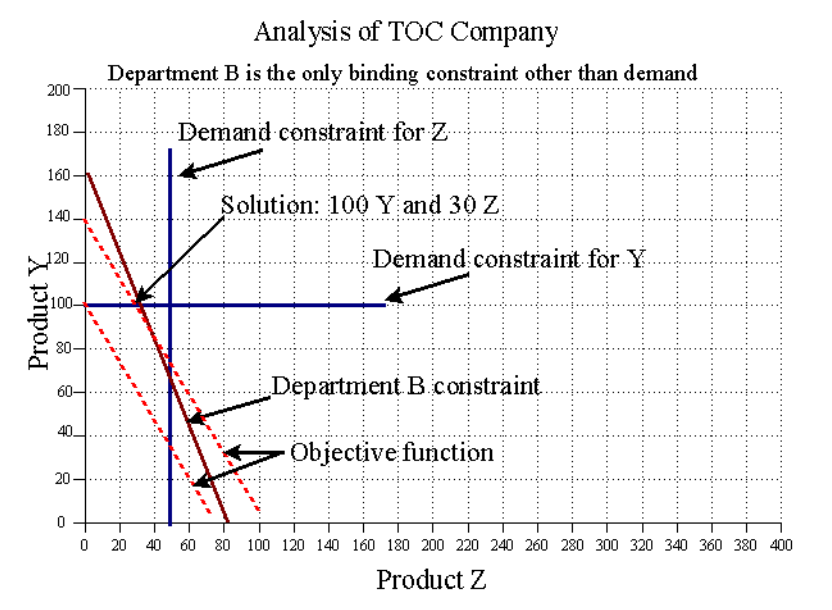 Analysis of TOC Company
Department B is the only binding constraint other than demand
200
180
160
140
120
100
80
60
40
20
0
Product Y
Demand constraint for Z
Solution: 100 Y and 30 Z
Demand constraint for Y
Department B constraint
Objective function
0 20 40 60 80 100 120 140 160 180 200 220 240 260 280 300 320 340 360 380 400
Product Z